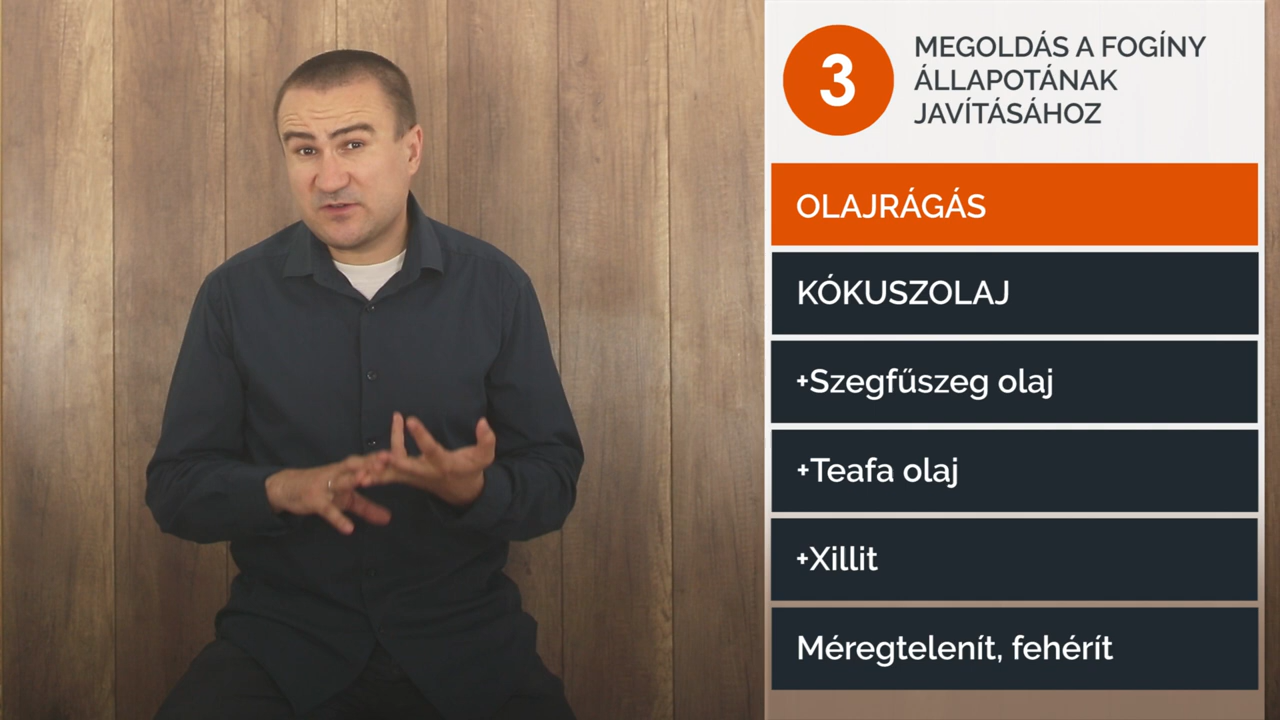 3
MEGOLDÁS A FOGÍNY
ÁLLAPOTÁNAK
JAVÍTÁSÁHOZ
OLAJRÁGÁS
KÓKUSZOLAJ
+Szegfűszeg olaj
+Teafa olaj
+Xillit
Méregtelenít, fehérít